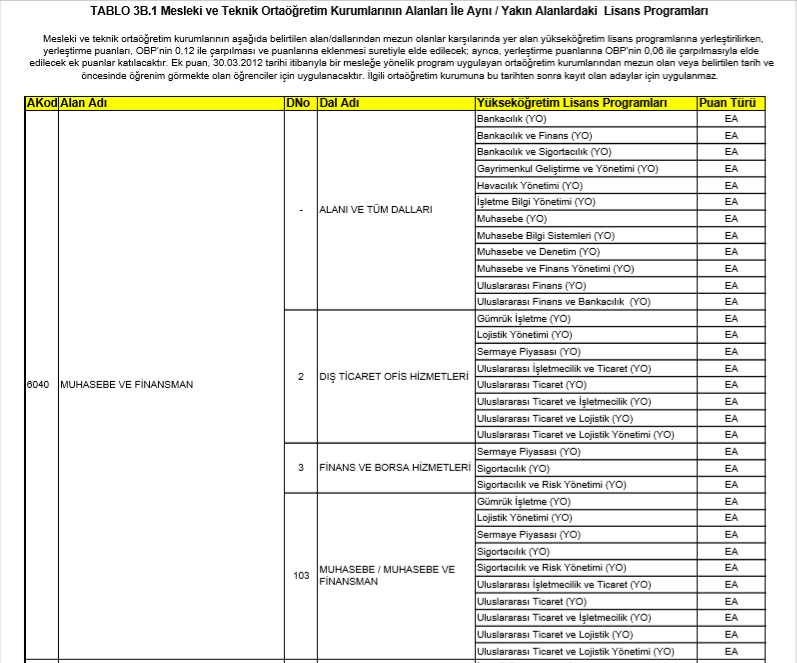 TABLO 3B.1 Mesleki ve Teknik Ortaöğretim Kurumlarının Alanları İle Aynı / Yakın Alanlardaki Lisans Programları
Mesleki ve teknik ortaöğretim kurumlarının aşağıda belirtilen alan/dallarından mezun olanlar karşılarında yer alan yükseköğretim lisans programlarına yerleştirilirken,
yerleştirme puanları, OBP'nin 0,12 ile çarpılması ve puanlarına eklenmesi suretiyle elde edilecek; ayrıca, yerleştirme puanlarına OBP'nin 0,06 ile çarpılmasıyla elde
edilecek ek puanlar katılacaktır. Ek puan, 30.03.2012 tarihi itibarıyla bir mesleğe yönelik program uygulayan ortaöğretim kurumlarından mezun olan veya belirtilen tarih ve
öncesinde öğrenim görmekte olan öğrenciler için uygulanacaktır. İlgili ortaöğretim kurumuna bu tarihten sonra kayıt olan adaylar için uygulanmaz.
AKod Alan Adı DNo Dal Adı Yükseköğretim Lisans Programları Puan Türü
Bankacılık (YO) EA
Bankacılık ve Finans (YO) EA
Bankacılık ve Sigortacılık (YO) EA
Gayrimenkul Geliştirme ve Yönetimi (YO) EA
Havacılık Yönetimi (YO) EA
İşletme Bilgi Yönetimi (YO) EA
- ALANI VE TÜM DALLARI Muhasebe (YO) EA
Muhasebe Bilgi Sistemleri (YO) EA
Muhasebe ve Denetim (YO) EA
Muhasebe ve Finans Yönetimi (YO) EA
Uluslararası Finans (YO) EA
Uluslararası Finans ve Bankacılık (YO) EA
Gümrük İşletme (YO) EA
Lojistik Yönetimi (YO) EA
Sermaye Piyasası (YO) EA
2 DIŞ TİCARET OFİS HİZMETLERİ Uluslararası İşletmecilik ve Ticaret (YO) EA
6040 MUHASEBE VE FİNANSMAN Uluslararası Ticaret (YO) EA
Uluslararası Ticaret ve İşletmecilik (YO) EA
Uluslararası Ticaret ve Lojistik (YO) EA
Uluslararası Ticaret ve Lojistik Yönetimi (YO) EA
Sermaye Piyasası (YO) EA
3 FİNANS VE BORSA HİZMETLERİ Sigortacılık (YO) EA
Sigortacılık ve Risk Yönetimi (YO) EA
Gümrük İşletme (YO) EA
Lojistik Yönetimi (YO) EA
Sermaye Piyasası (YO) EA
Sigortacılık (YO) EA
103 MUHASEBE / MUHASEBE VE Sigortacılık ve Risk Yönetimi (YO) EA
FİNANSMAN Uluslararası İşletmecilik ve Ticaret (YO) EA
Uluslararası Ticaret (YO) EA
Uluslararası Ticaret ve İşletmecilik (YO) EA
Uluslararası Ticaret ve Lojistik (YO) EA
Uluslararası Ticaret ve Lojistik Yönetimi (YO) EA